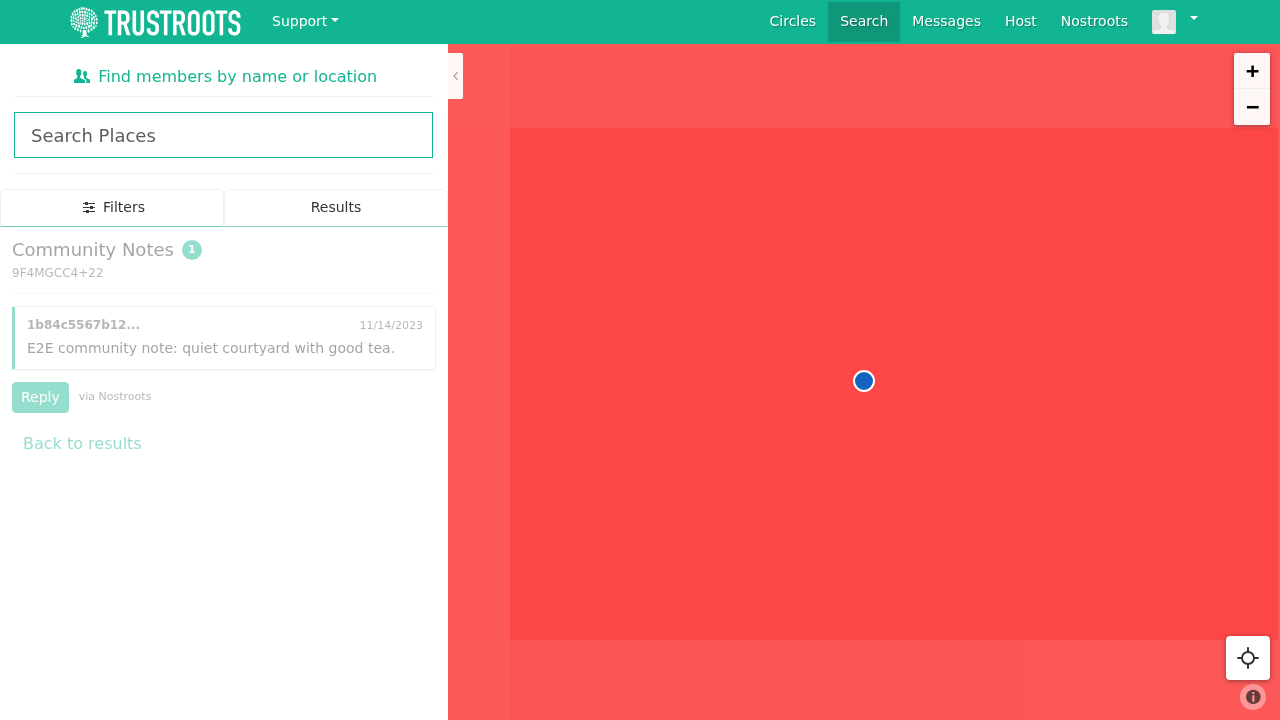 TRUSTROOTS
Support
Circles
Search
Messages
Host
Nostroots
Find members by name or location
Search Places
Filters
Results
Community Notes 1
9F4MGCC4+22
1b84c5567b12... 11/14/2023
E2E community note: quiet courtyard with good tea.
Reply via Nostroots
Back to results
+
−